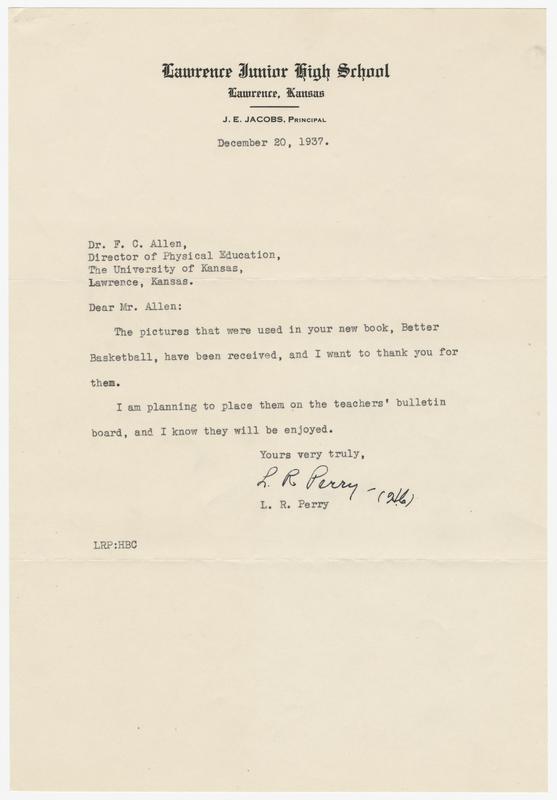 Lawrence Junior High School
Lawrence, Kansas
J. E. JACOBS, PRINCIPAL
December 20, 1937.
Dr. F. C. Allen,
Director of Physical Education,
The University of Kansas,
Lawrence, Kansas.
Dear Mr. Allen:
The pictures that were used in your new book, Better
Basketball, have been received, and I want to thank you for
them.
I am planning to place them on the teachers' bulletin
board, and I know they will be enjoyed.
Yours very truly,
L. R Perry -
L. R. Perry
LRP:HBC